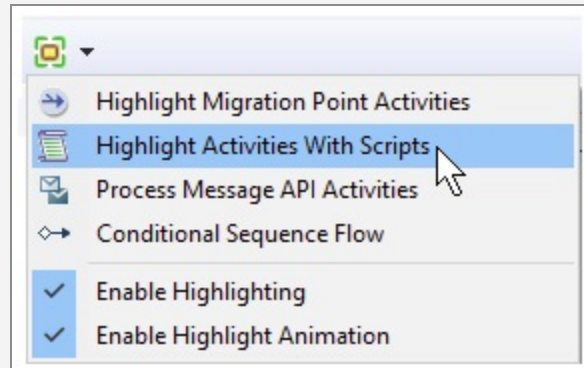 Highlight Migration Point Activities
Highlight Activities With Scripts
Process Message API Activities
Conditional Sequence Flow
Enable Highlighting
Enable Highlight Animation